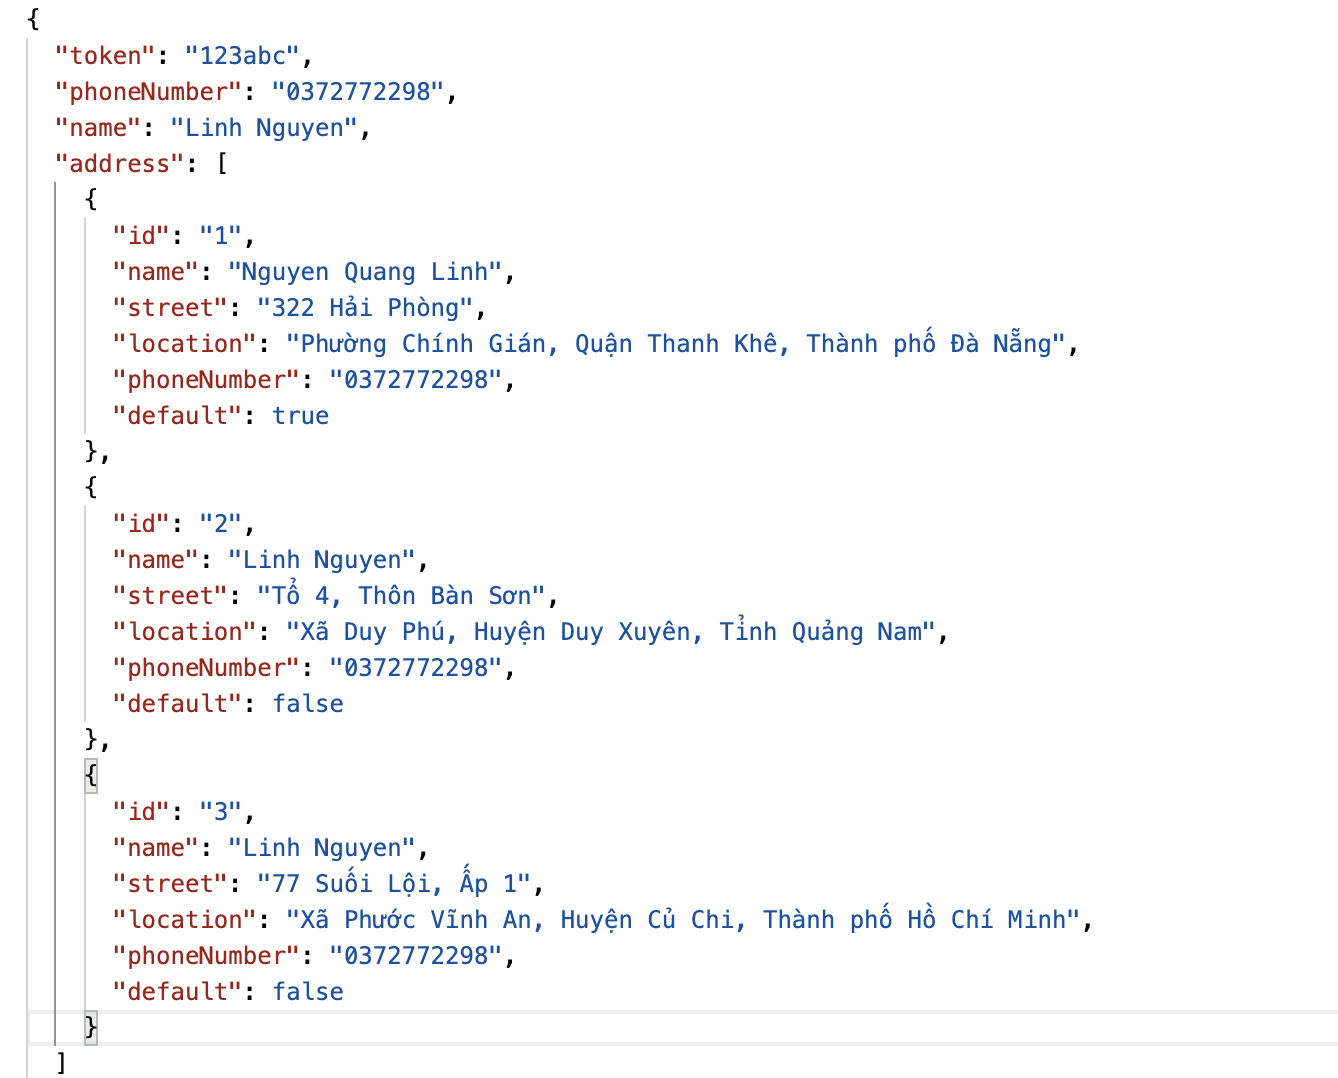 {
"token": "123abc",
"phoneNumber": "0372772298",
"name": "Linh Nguyen",
"address": [
{
"id": "1",
"name": "Nguyen Quang Linh",
"street": "322 Hải Phòng",
"location": "Phường Chính Gián, Quận Thanh Khê, Thành phố Đà Nẵng",
"phoneNumber": "0372772298",
"default": true
},
{
"id": "2",
"name": "Linh Nguyen",
"street": "Tổ 4, Thôn Bàn Sơn",
"location": "Xã Duy Phú, Huyện Duy Xuyên, Tỉnh Quảng Nam",
"phoneNumber": "0372772298",
"default": false
},
{
"id": "3",
"name": "Linh Nguyen",
"street": "77 Suối Lội, Ấp 1",
"location": "Xã Phước Vĩnh An, Huyện Củ Chi, Thành phố Hồ Chí Minh",
"phoneNumber": "0372772298",
"default": false
}
]